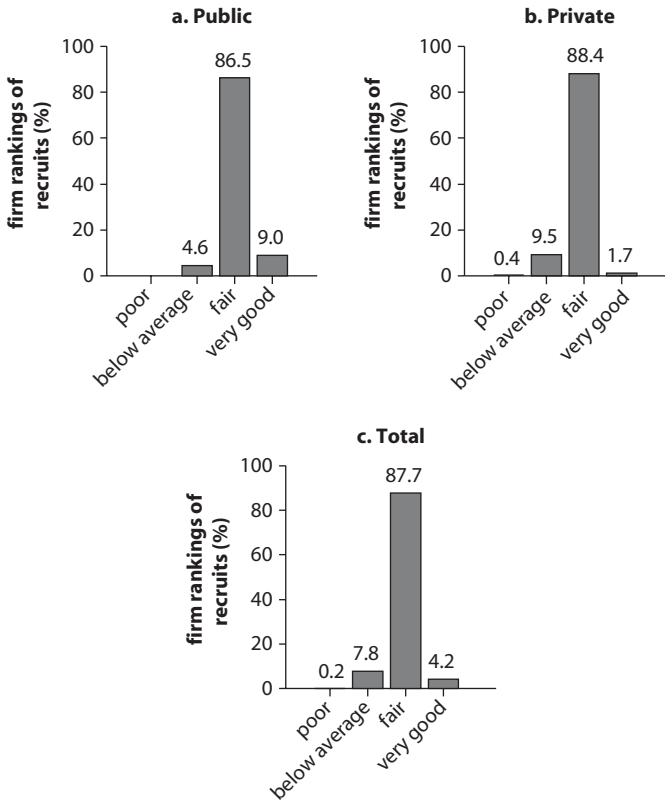 a. Public
firm rankings of
recruits (%)
100
80
60
40
20
0
4.6
86.5
9.0
poor
below average
fair
very good
b. Private
firm rankings of
recruits (%)
100
80
60
40
20
0
0.4
9.5
88.4
1.7
poor
below average
fair
very good
c. Total
firm rankings of
recruits (%)
100
80
60
40
20
0
0.2
7.8
87.7
4.2
poor
below average
fair
very good